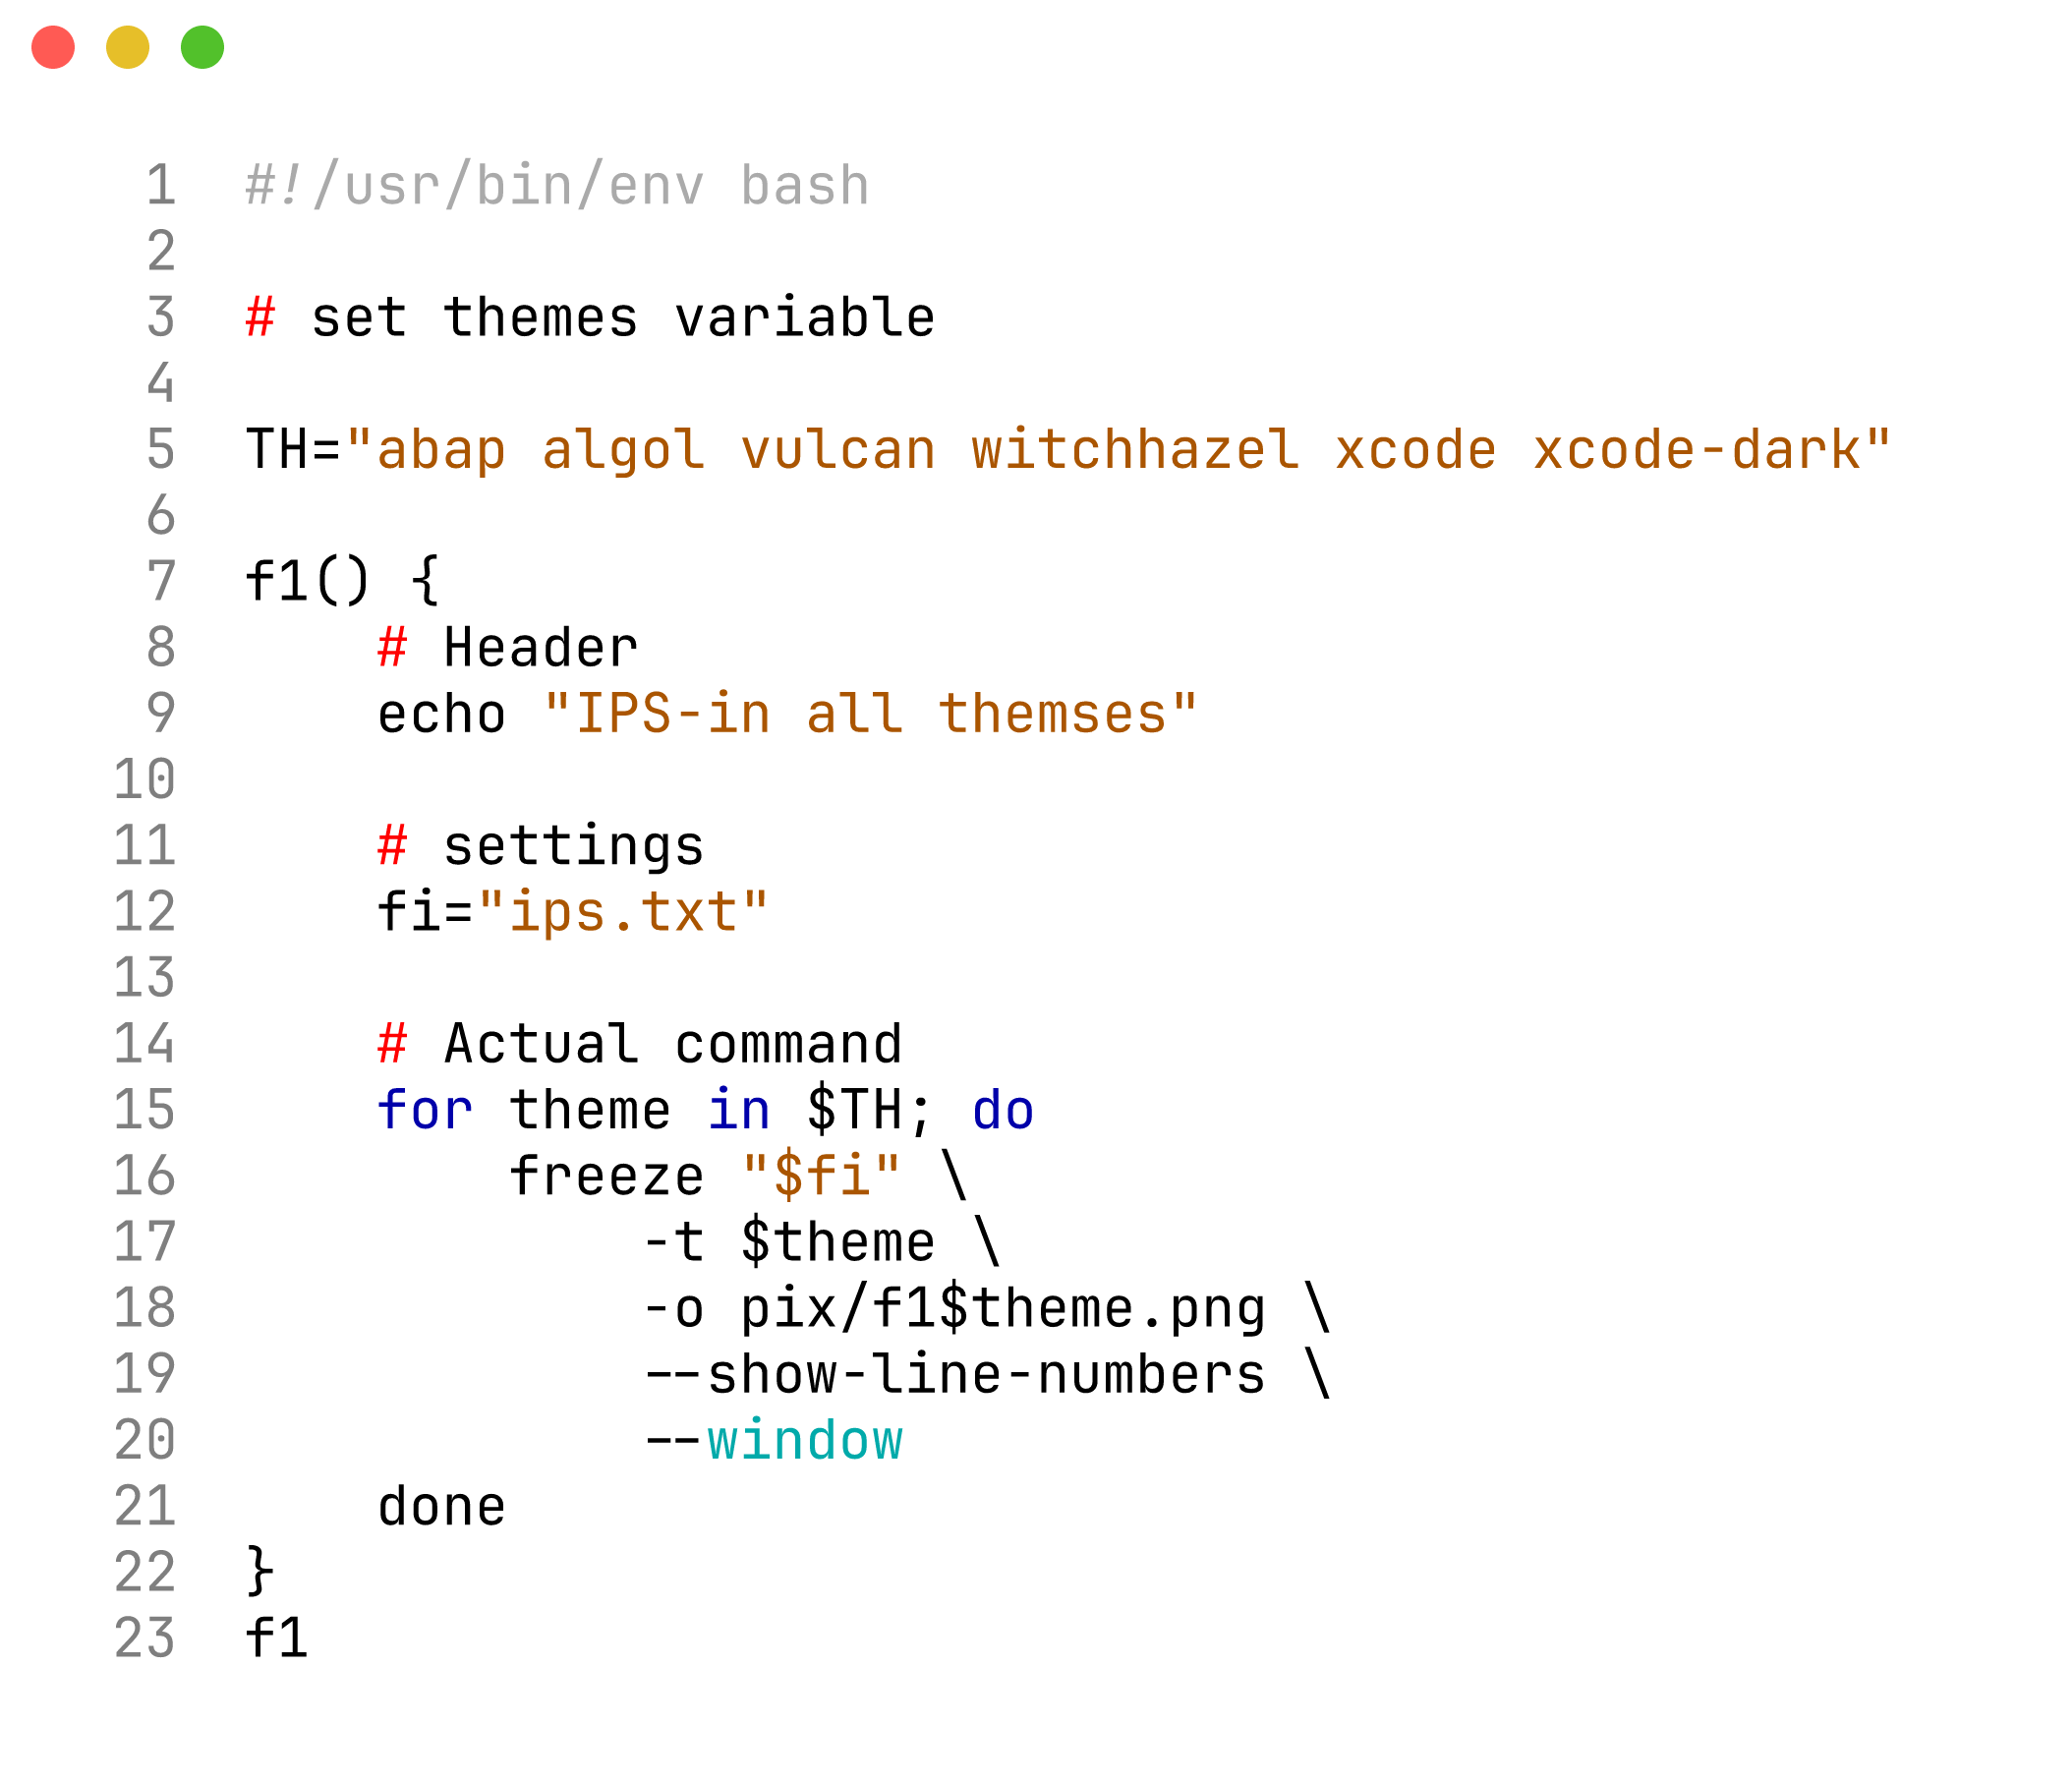 1 #!/usr/bin/env bash
2
3 # set themes variable
4
5 TH="abap algol vulcan witchhazel xcode xcode-dark"
6
7 f1() {
8     # Header
9     echo "IPS-in all themses"
10
11     # settings
12     fi="ips.txt"
13
14     # Actual command
15     for theme in $TH; do
16         freeze "$fi" \
17             -t $theme \
18             -o pix/f1$theme.png \
19             --show-line-numbers \
20             --window
21     done
22 }
23 f1